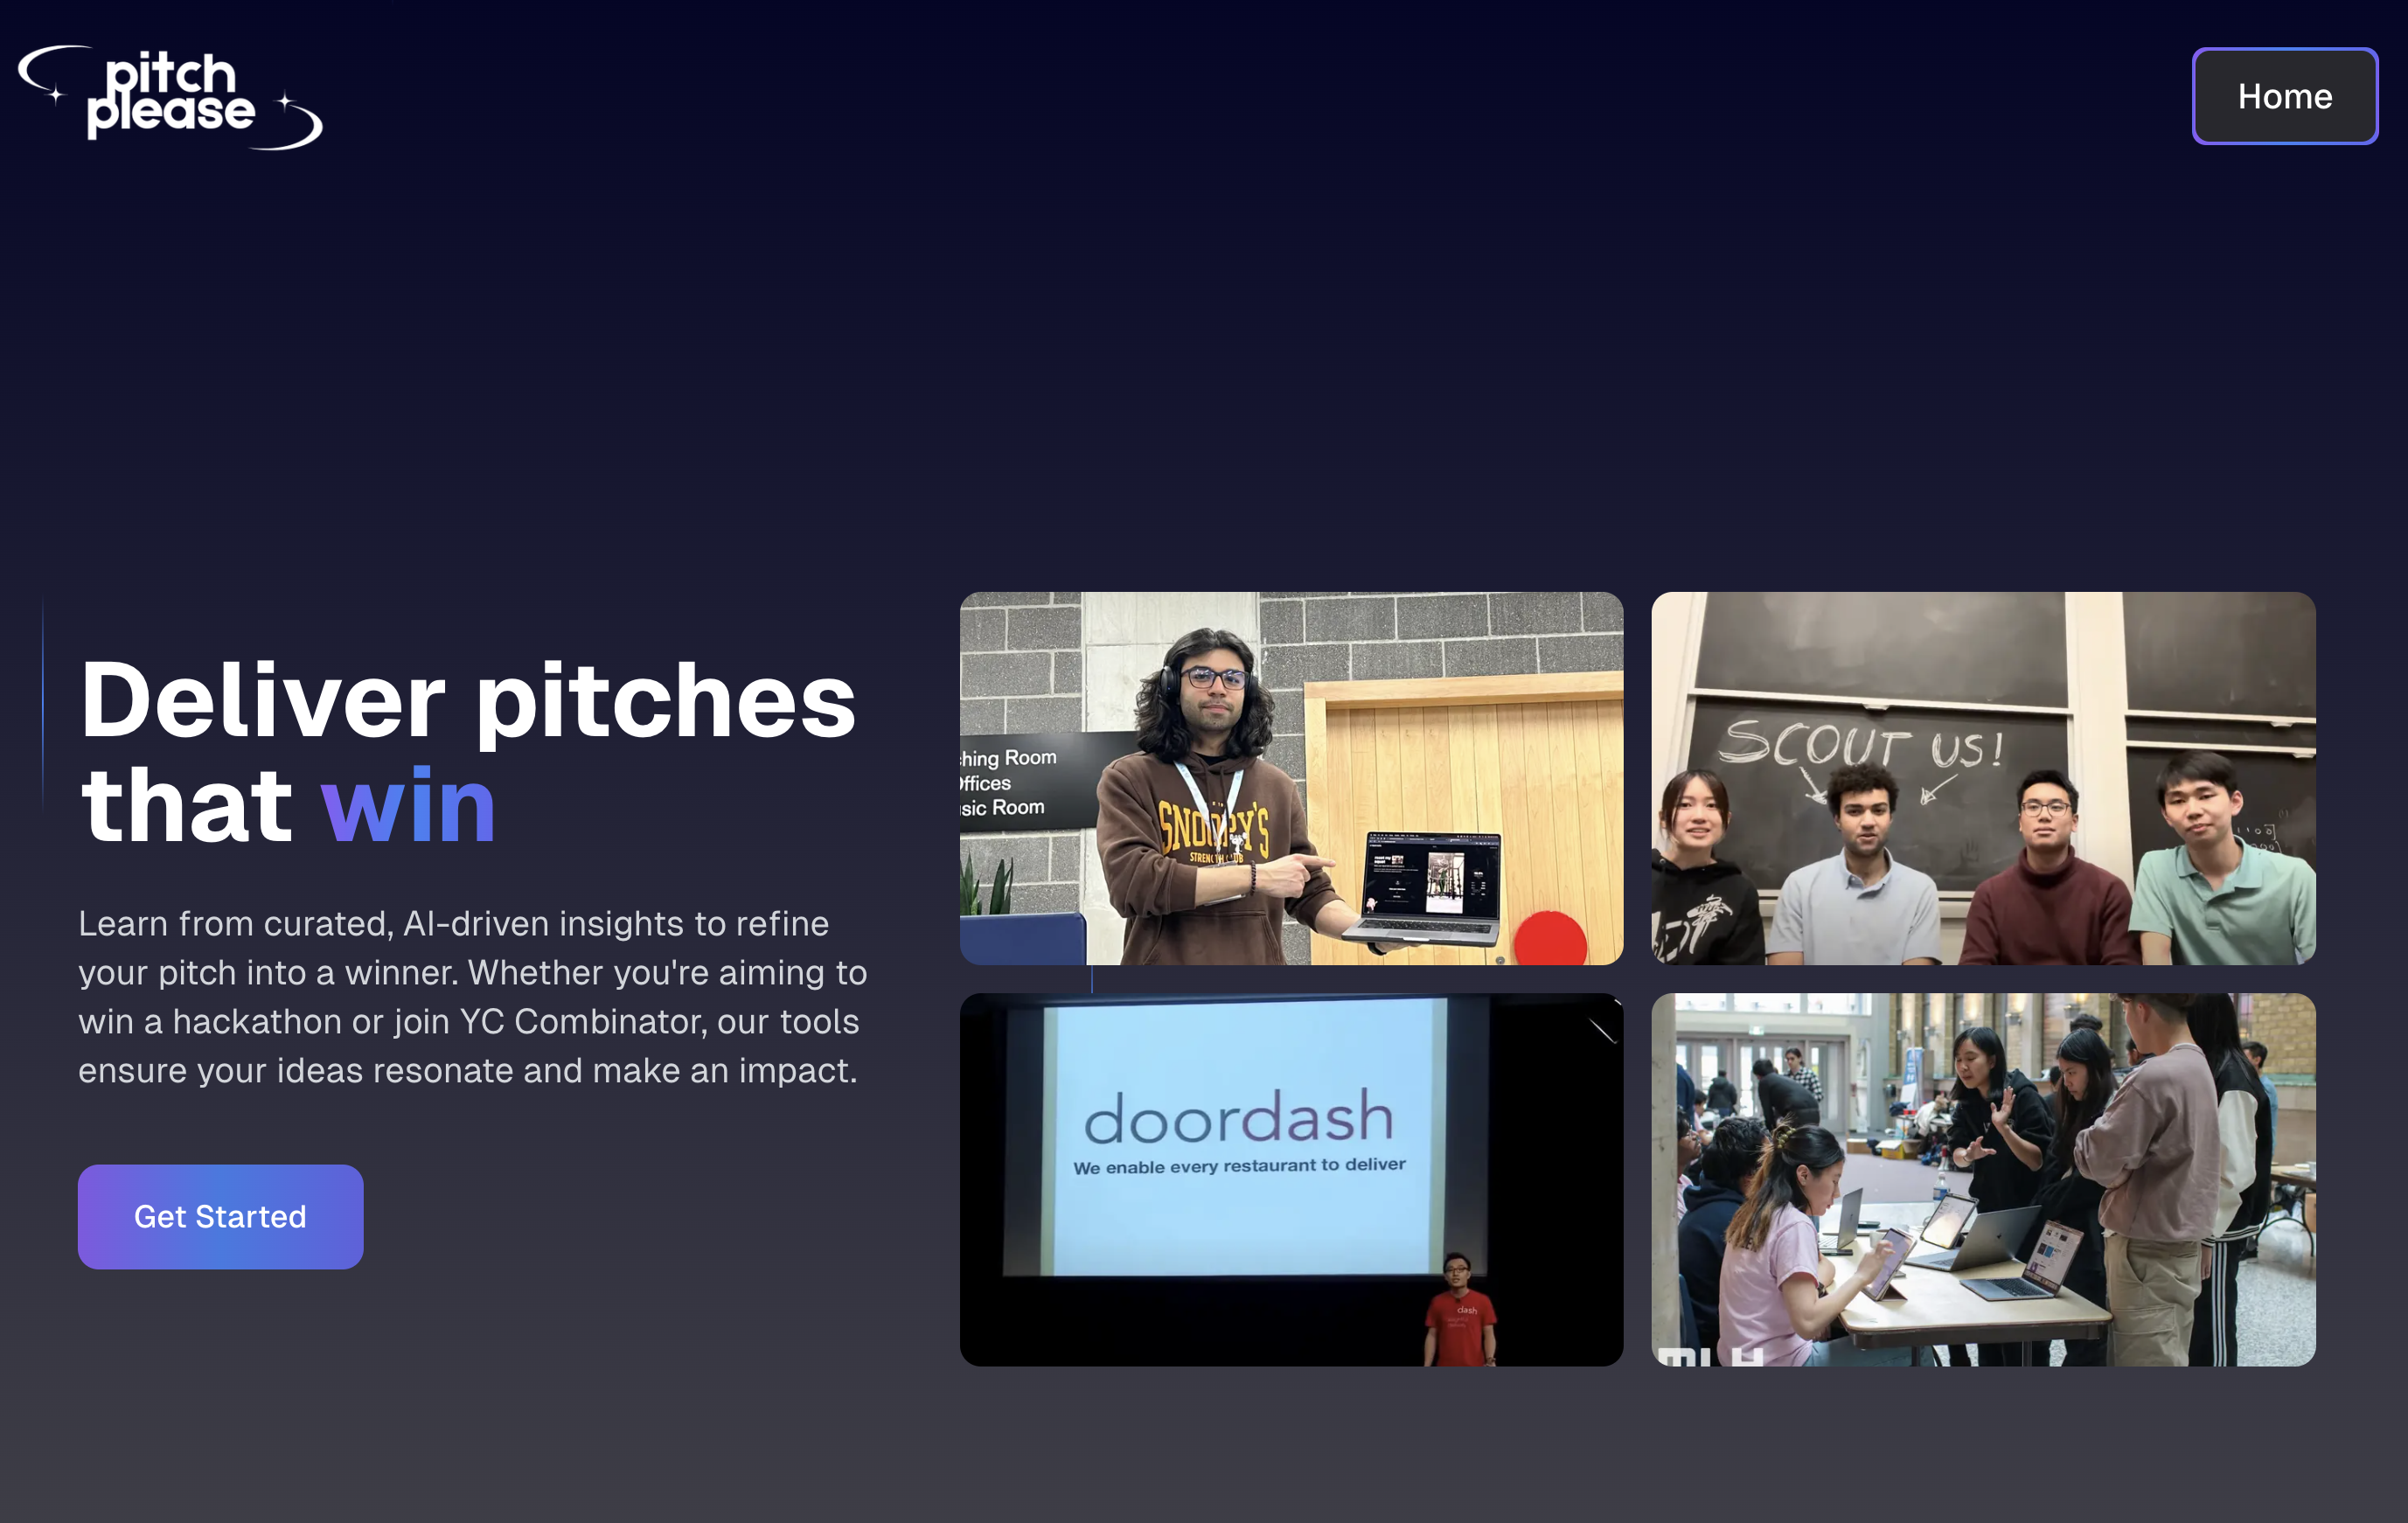 pitch
please
Home
Deliver pitches
that win
Learn from curated, AI-driven insights to refine
your pitch into a winner. Whether you're aiming to
win a hackathon or join YC Combinator, our tools
ensure your ideas resonate and make an impact.
Get Started
ching Room
Offices
sic Room
SNOOPY'S
STRENGTH CLUB
SCOUT US!
doordash
We enable every restaurant to deliver
dash
MLH